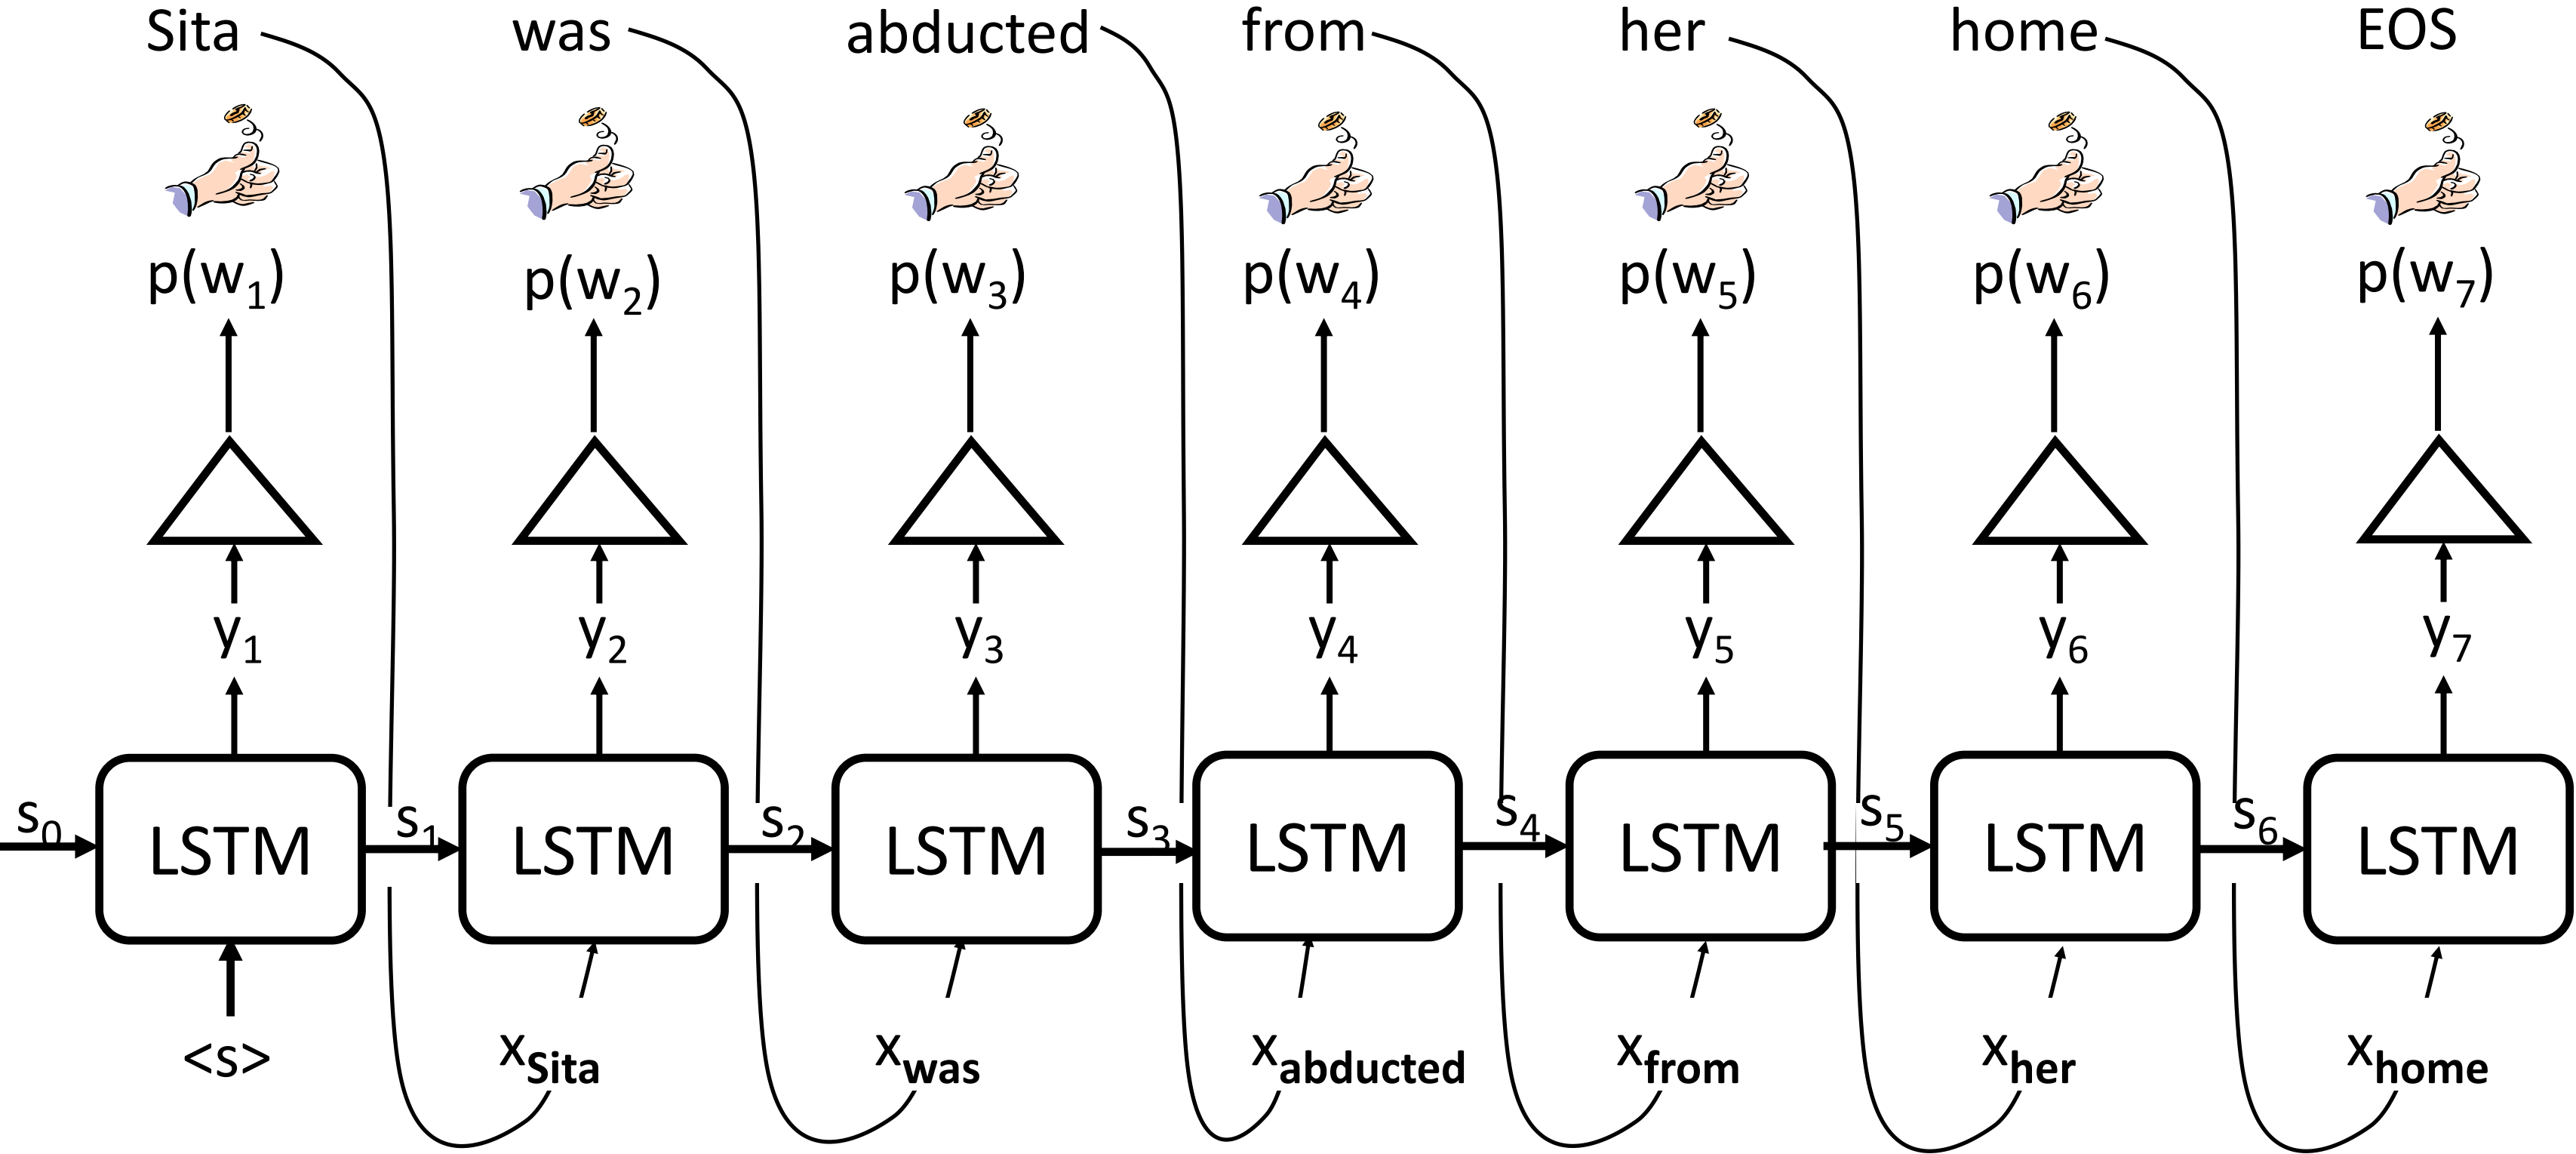 Sita was abducted from her home EOS
p(w1) p(w2) p(w3) p(w4) p(w5) p(w6) p(w7)
y1 y2 y3 y4 y5 y6 y7
s0 s1 s2 s3 s4 s5 s6
LSTM LSTM LSTM LSTM LSTM LSTM LSTM
<s> xSita xwas xabducted xfrom xher xhome